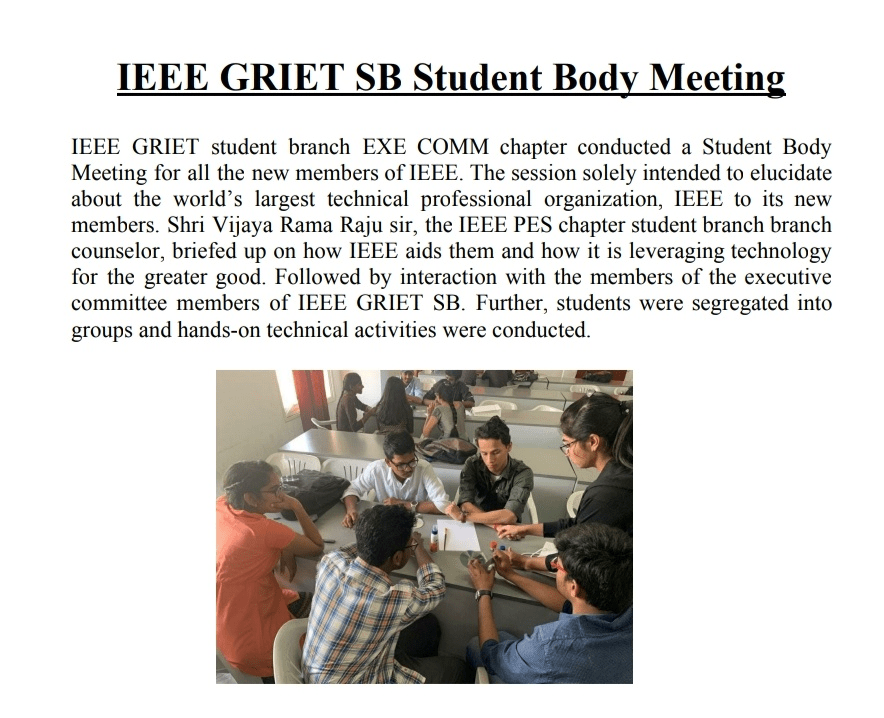 IEEE GRIET SB Student Body Meeting
IEEE GRIET student branch EXE COMM chapter conducted a Student Body
Meeting for all the new members of IEEE. The session solely intended to elucidate
about the world’s largest technical professional organization, IEEE to its new
members. Shri Vijaya Rama Raju sir, the IEEE PES chapter student branch branch
counselor, briefed up on how IEEE aids them and how it is leveraging technology
for the greater good. Followed by interaction with the members of the executive
committee members of IEEE GRIET SB. Further, students were segregated into
groups and hands-on technical activities were conducted.